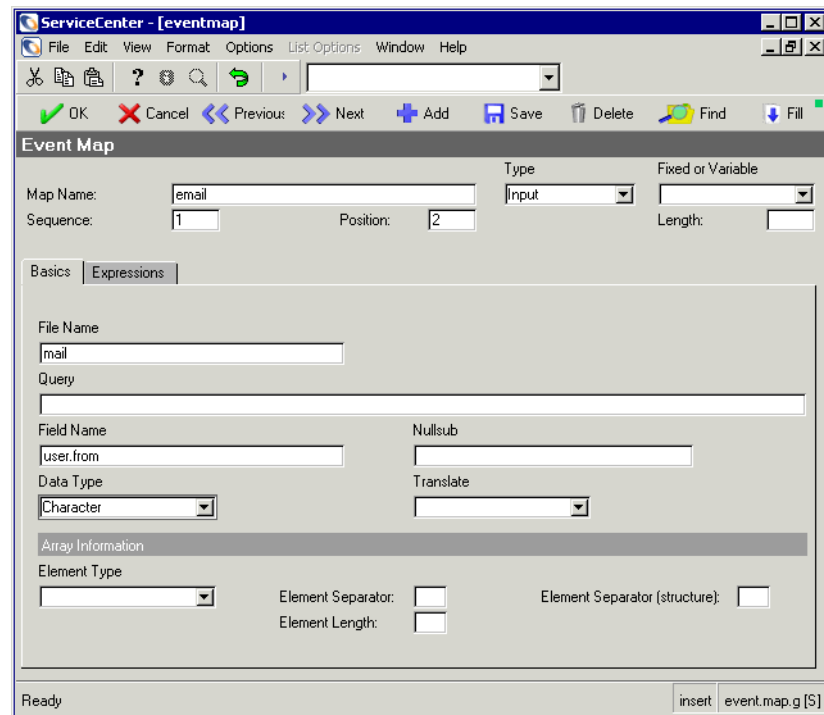 ServiceCenter - [eventmap]
File Edit View Format Options List Options Window Help
OK Cancel Previous Next Add Save Delete Find Fill
Event Map
Type Fixed or Variable
Map Name: email Input
Sequence: 1 Position: 2 Length:
Basics Expressions
File Name
mail
Query
Field Name Nullsub
user.from
Data Type Translate
Character
Array Information
Element Type
Element Separator: Element Separator (structure):
Element Length:
Ready insert event.map.g [S]